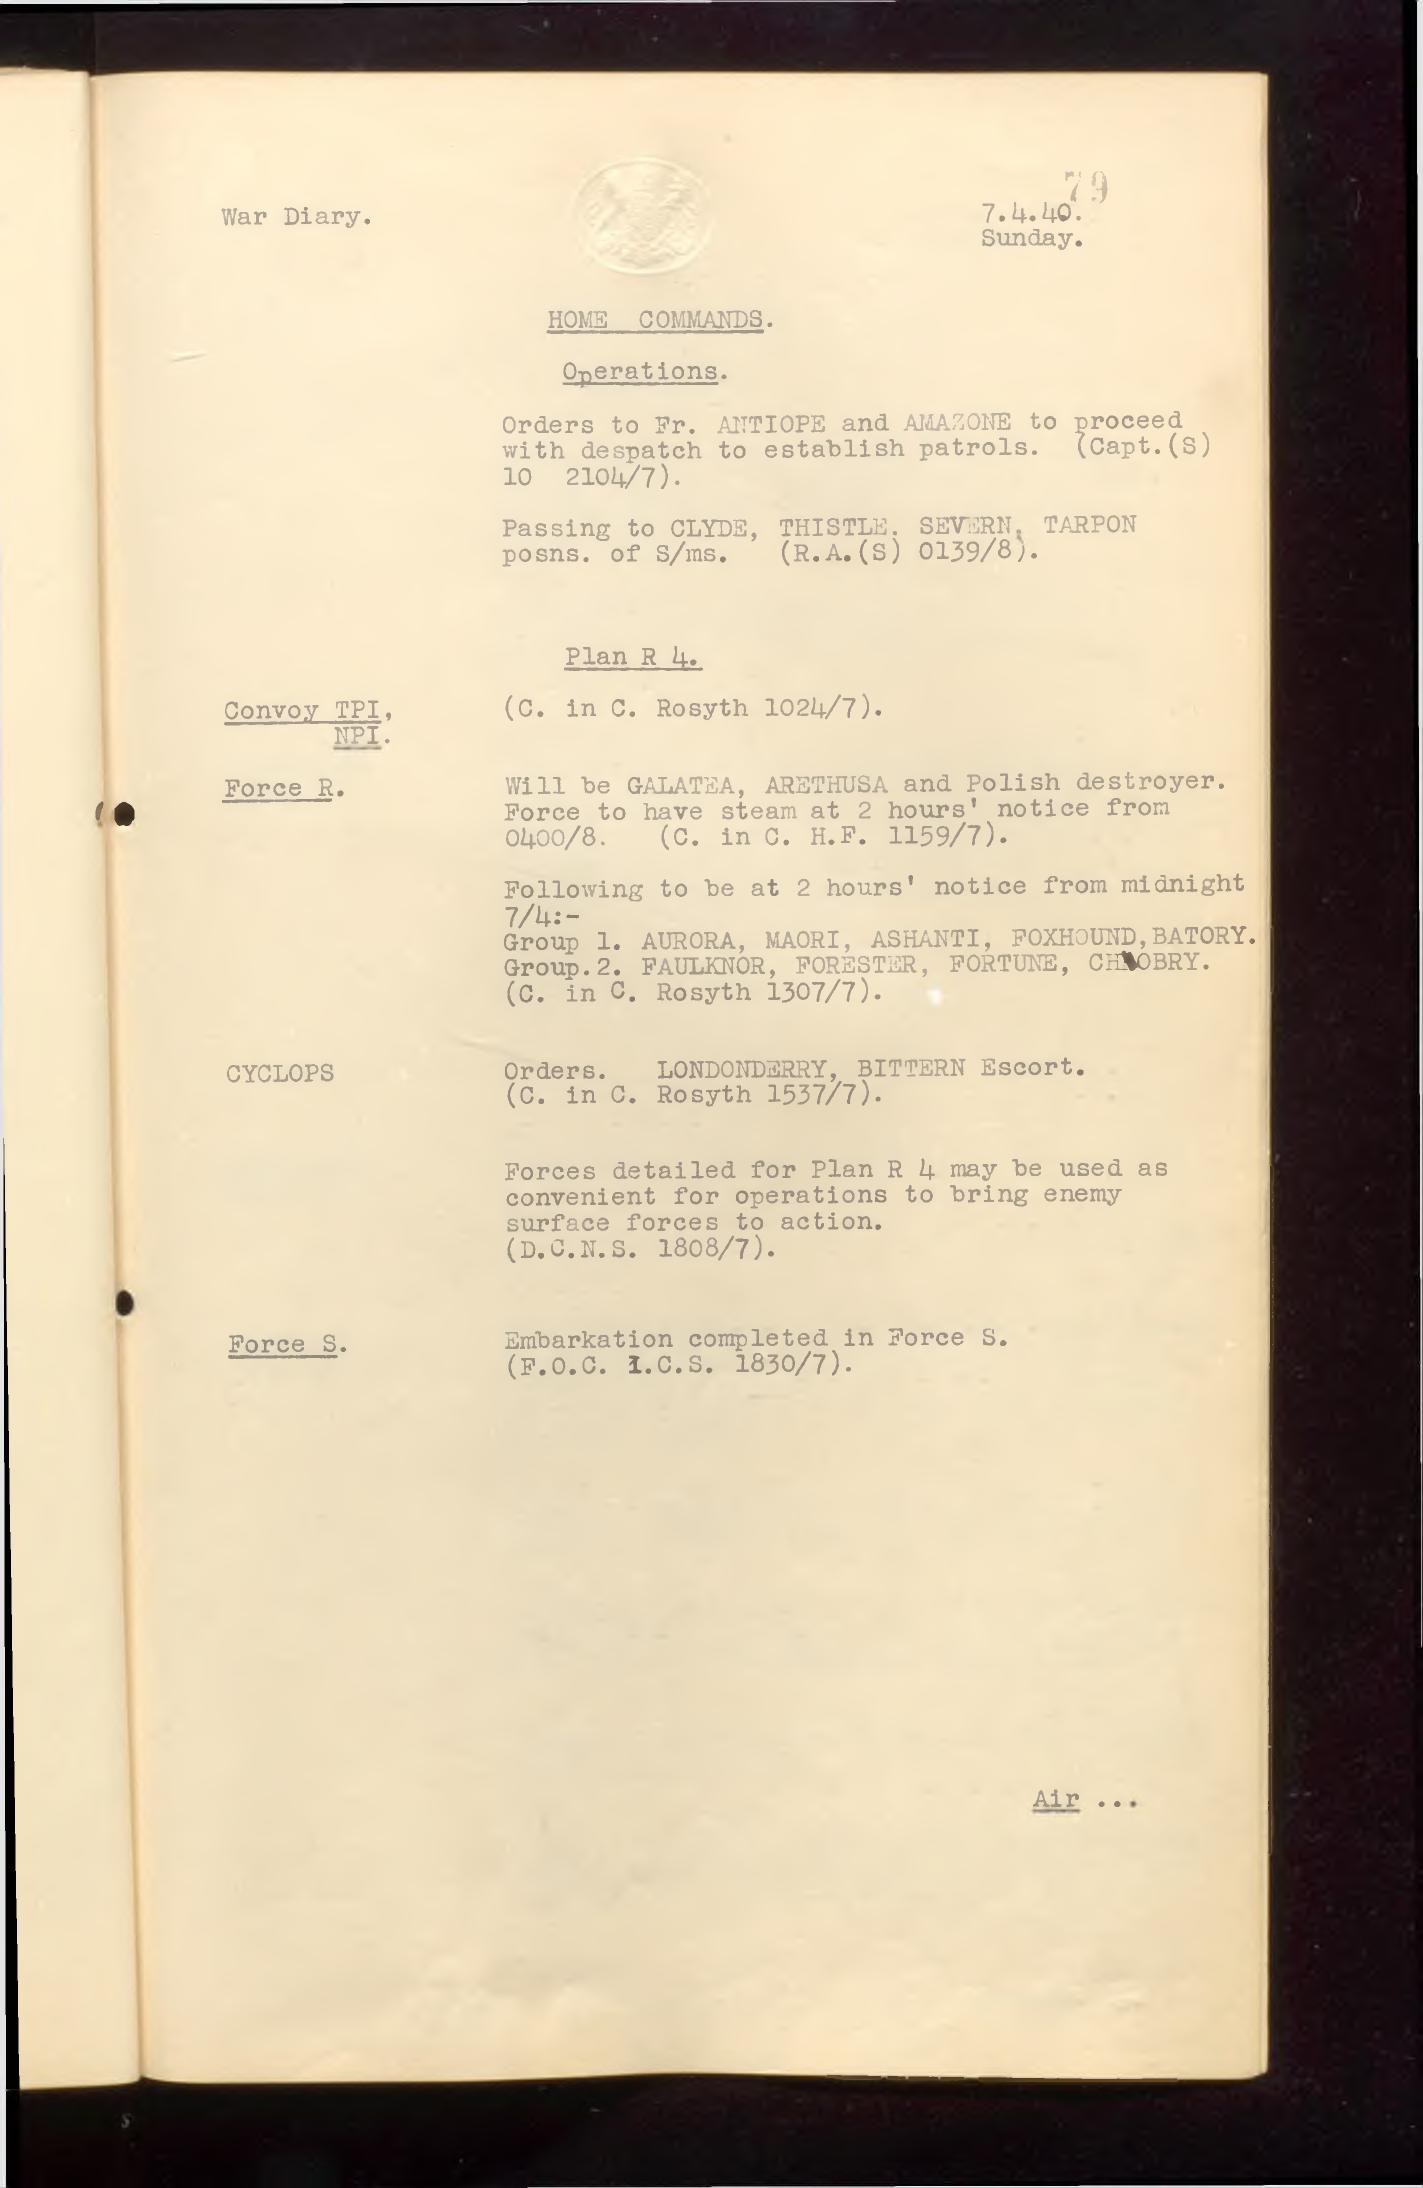 79
War Diary.
7.4.40.
Sunday.
HOME COMMANDS.
Operations.
Orders to Fr. ANTIOPE and AMAZONE to proceed
with despatch to establish patrols. (Capt.(S)
10 2104/7).
Passing to CLYDE, THISTLE. SEVERN, TARPON
posns. of S/ms. (R.A.(S) 0139/8).
Plan R 4.
Convoy TPI,
NPI.
(C. in C. Rosyth 1024/7).
Force R.
Will be GALATEA, ARETHUSA and Polish destroyer.
Force to have steam at 2 hours' notice from
0400/8. (C. in C. H.F. 1159/7).
Following to be at 2 hours' notice from midnight
7/4:-
Group 1. AURORA, MAORI, ASHANTI, FOXHOUND, BATORY.
Group.2. FAULKNOR, FORESTER, FORTUNE, CHROBRY.
(C. in C. Rosyth 1307/7).
CYCLOPS
Orders. LONDONDERRY, BITTERN Escort.
(C. in C. Rosyth 1537/7).
Forces detailed for Plan R 4 may be used as
convenient for operations to bring enemy
surface forces to action.
(D.C.N.S. 1808/7).
Force S.
Embarkation completed in Force S.
(F.O.C. 1.C.S. 1830/7).
Air ...